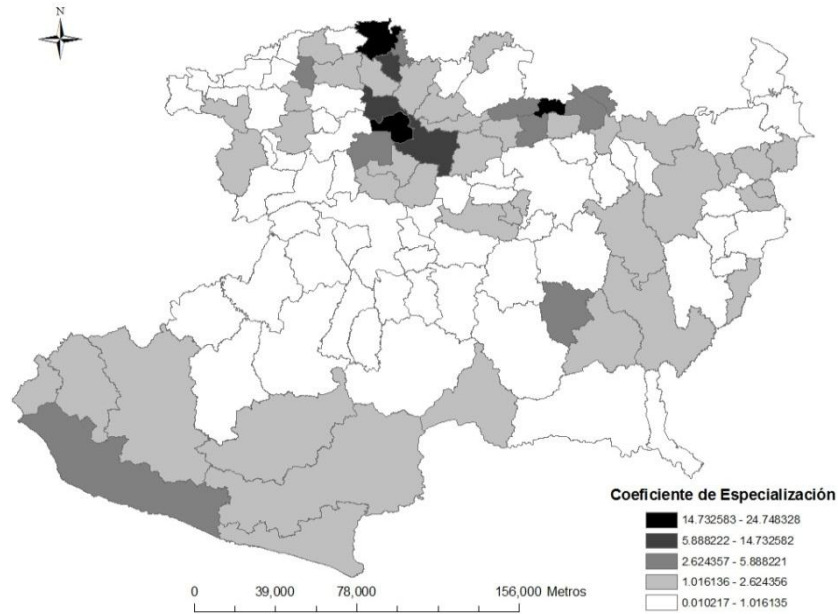 N
Coeficiente de Especialización
14.732583 - 24.748328
5.888222 - 14.732582
2.624357 - 5.888221
1.016136 - 2.624356
0.010217 - 1.016135
0 39,000 78,000 156,000 Metros